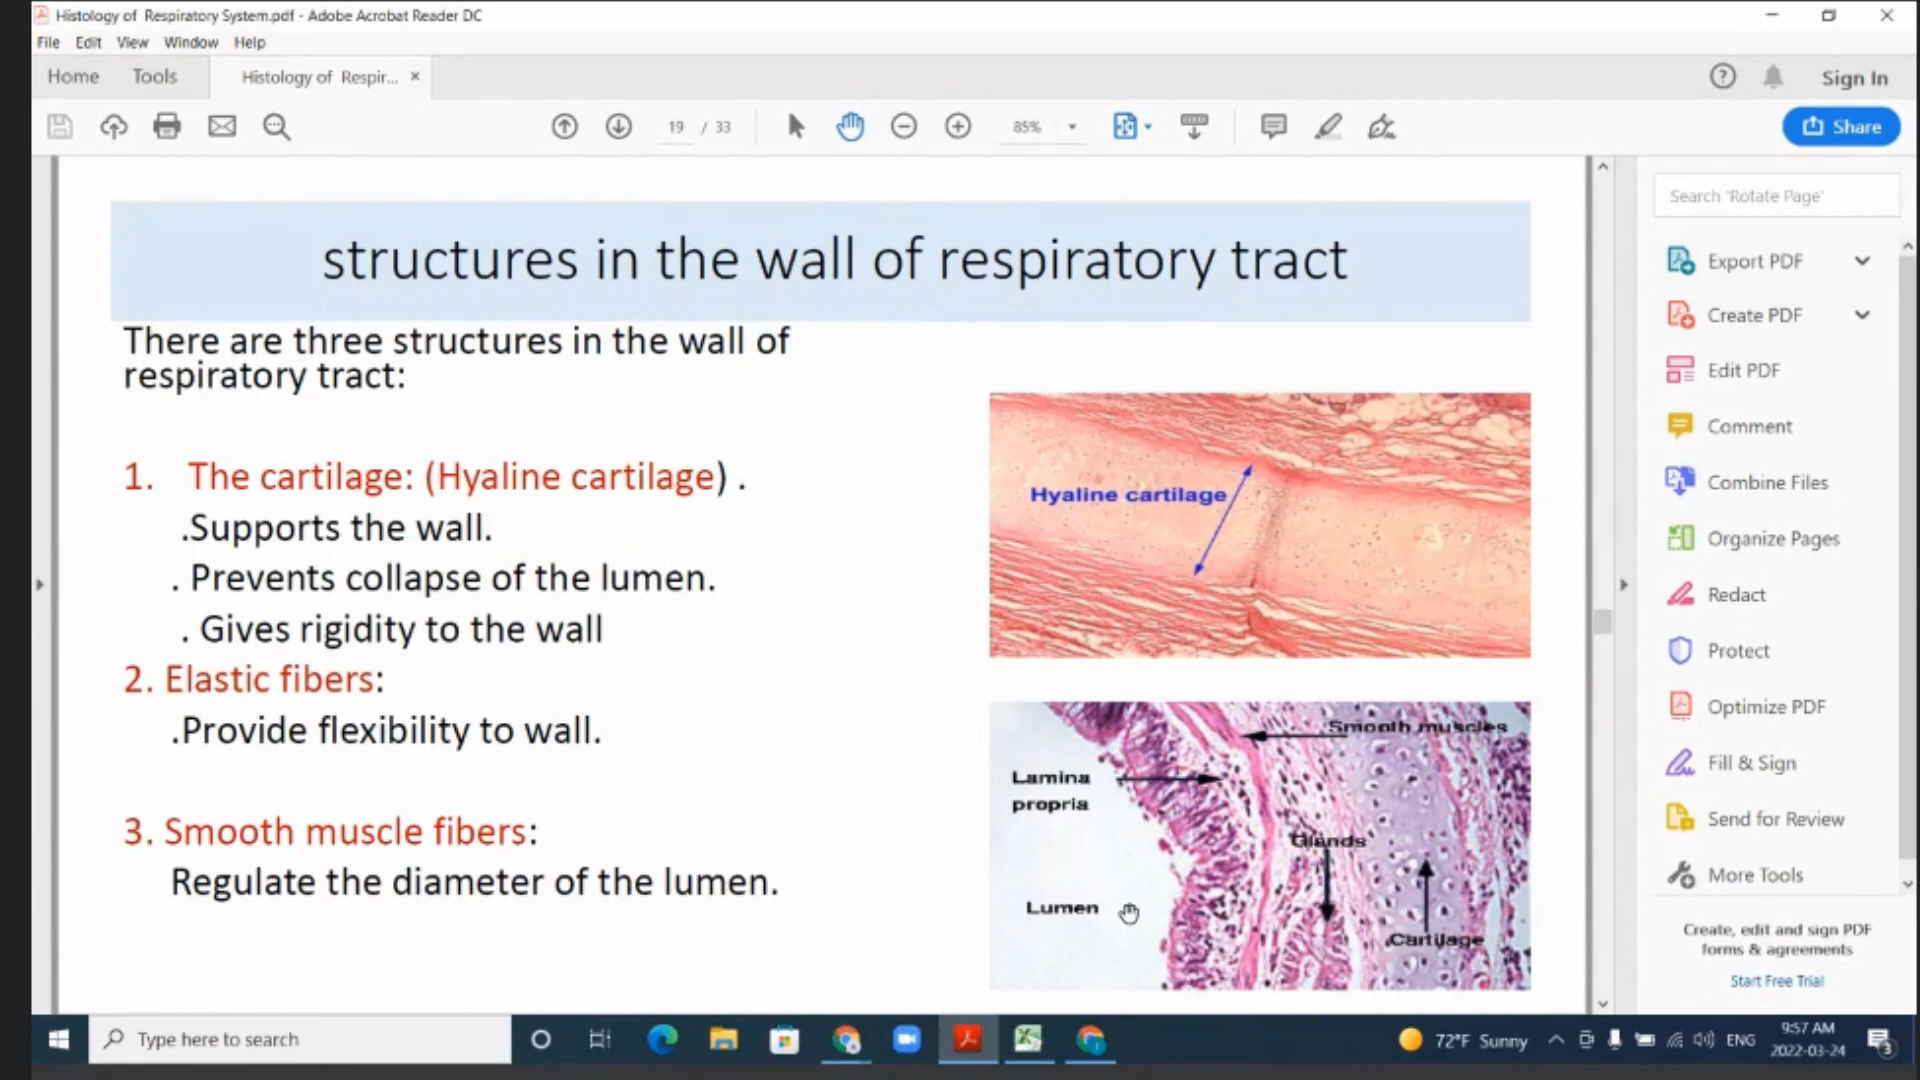 Histology of  Respiratory System.pdf - Adobe Acrobat Reader DC
File Edit View Window Help
Home Tools Histology of  Respir... ×
Sign In
19 / 33 85% Share
structures in the wall of respiratory tract
There are three structures in the wall of
respiratory tract:
1. The cartilage: (Hyaline cartilage) .
.Supports the wall.
. Prevents collapse of the lumen.
. Gives rigidity to the wall
2. Elastic fibers:
.Provide flexibility to wall.
3. Smooth muscle fibers:
Regulate the diameter of the lumen.
Hyaline cartilage
Smooth muscles
Lamina
propria
Glands
Lumen
Cartilage
Search 'Rotate Page'
Export PDF
Create PDF
Edit PDF
Comment
Combine Files
Organize Pages
Redact
Protect
Optimize PDF
Fill & Sign
Send for Review
More Tools
Create, edit and sign PDF
forms & agreements
Start Free Trial
Type here to search
72°F Sunny
ENG
9:57 AM
2022-03-24
3